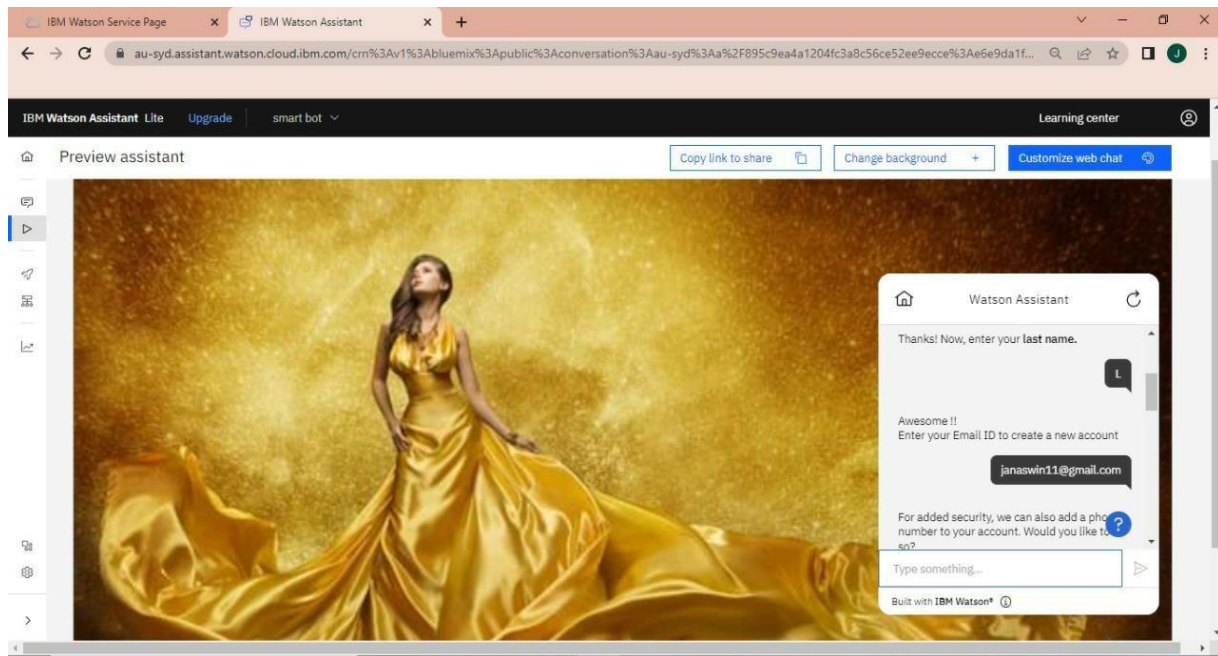 IBM Watson Service Page
IBM Watson Assistant
au-syd.assistant.watson.cloud.ibm.com/crn%3Av1%3Abluemix%3Apublic%3Aconversation%3Aau-syd%3Aa%2F895c9ea4a1204fc3a8c56ce52ee9ecce%3Ae6e9da1f...
J
IBM Watson Assistant Lite Upgrade smart bot Learning center
Preview assistant Copy link to share Change background + Customize web chat
Watson Assistant
Thanks! Now, enter your last name.
L
Awesome !!
Enter your Email ID to create a new account
janaswin11@gmail.com
For added security, we can also add a
number to your account. Would you like
so?
?
Type something...
Built with IBM Watson®